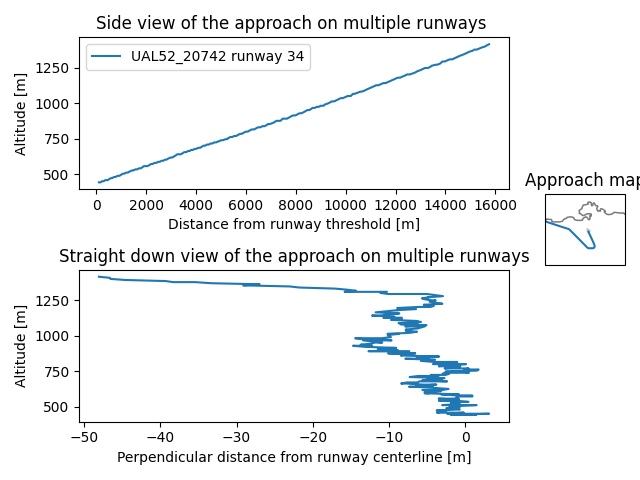 Side view of the approach on multiple runways
UAL52_20742 runway 34
Altitude [m]
1250
1000
750
500
0 2000 4000 6000 8000 10000 12000 14000 16000
Distance from runway threshold [m]
Approach map
Straight down view of the approach on multiple runways
Altitude [m]
1250
1000
750
500
−50 −40 −30 −20 −10 0
Perpendicular distance from runway centerline [m]